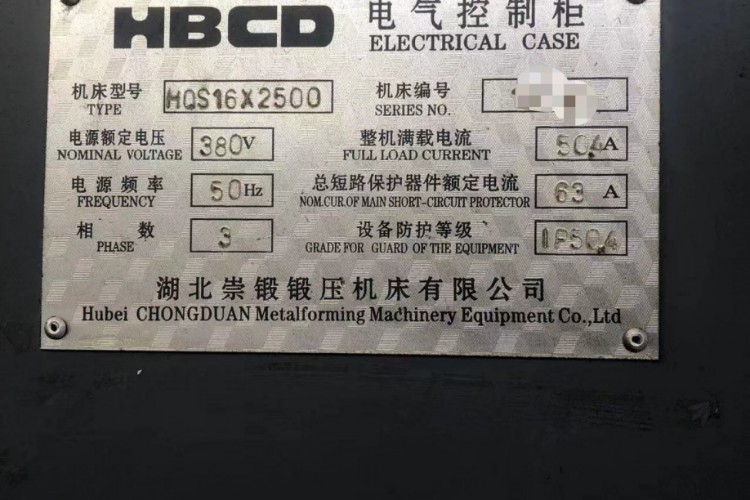 HBCD 电气控制柜
ELECTRICAL CASE
机床型号 HQS16X2500 机床编号
TYPE SERIES NO.
电源额定电压 380V 整机满载电流 50.4A
NOMINAL VOLTAGE FULL LOAD CURRENT
电源频率 50Hz 总短路保护器件额定电流 63 A
FREQUENCY NOM.CUR.OF MAIN SHORT-CIRCUIT PROTECTOR
相数 3 设备防护等级
PHASE GRADE FOR GUARD OF THE EQUIPMENT
湖北崇锻锻压机床有限公司
Hubei CHONGDUAN Metalforming Machinery Equipment Co.,Ltd